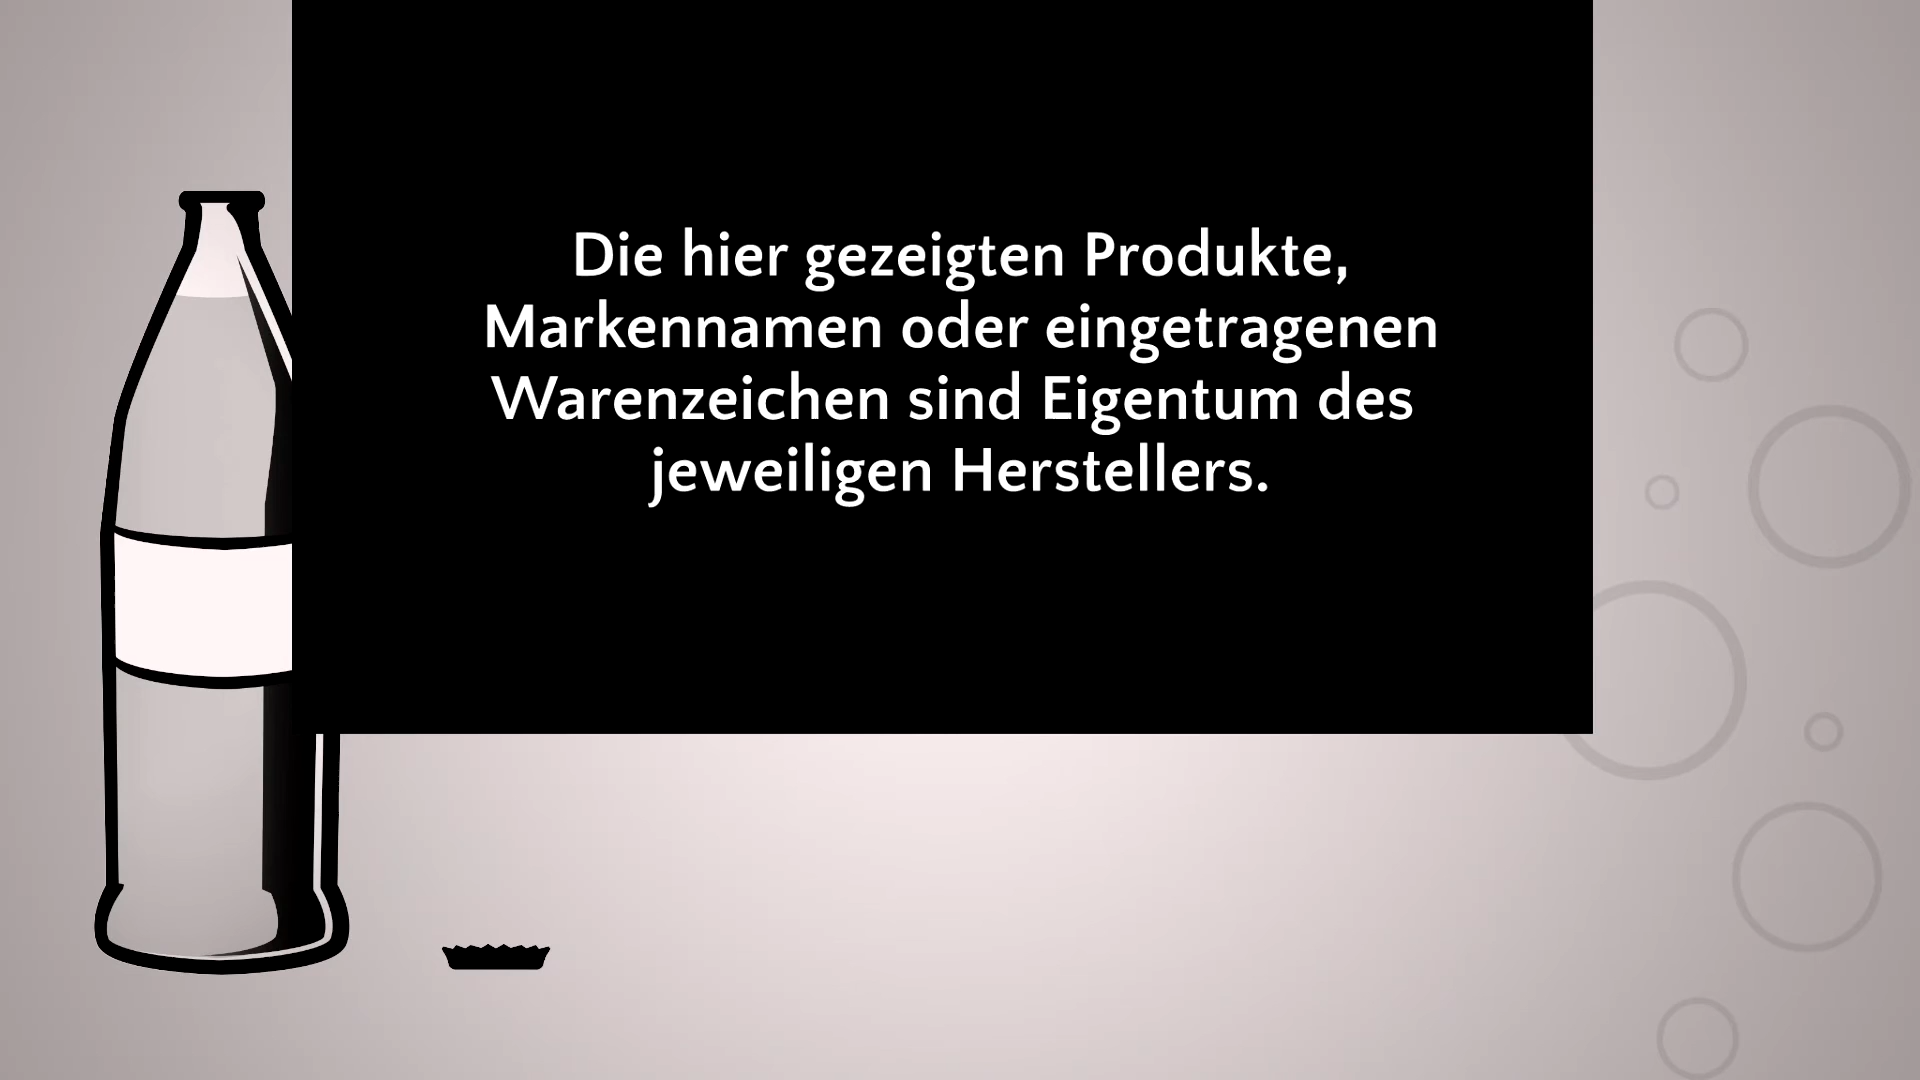 Die hier gezeigten Produkte,
Markennamen oder eingetragenen
Warenzeichen sind Eigentum des
jeweiligen Herstellers.